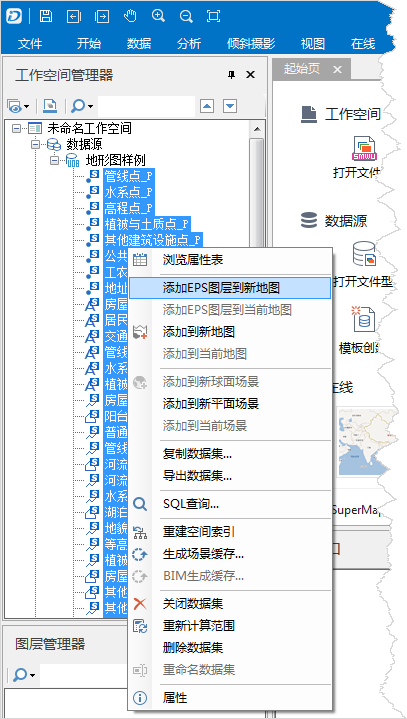 文件 开始 数据 分析 倾斜摄影 视图 在线
工作空间管理器
起始页
未命名工作空间
数据源
地形图样例
管线点_P
水系点_P
高程点_P
植被与土质点_P
其他建筑设施点_P
公共
工农
地址
房屋
居民
交通
管线
水系
植被
房屋
阳台
普通
管线
河流
河流
水系
湖泊
地貌
等高
植被
房屋
其他
其他
浏览属性表
添加EPS图层到新地图
添加EPS图层到当前地图
添加到新地图
添加到当前地图
添加到新球面场景
添加到新平面场景
添加到当前场景
复制数据集...
导出数据集...
SQL查询...
重建空间索引
生成场景缓存...
BIM生成缓存...
关闭数据集
重新计算范围
删除数据集
重命名数据集
属性
工作空间
SMWU
打开文件
数据源
打开文件型
模板创
在线
SuperMap
口
图层管理器